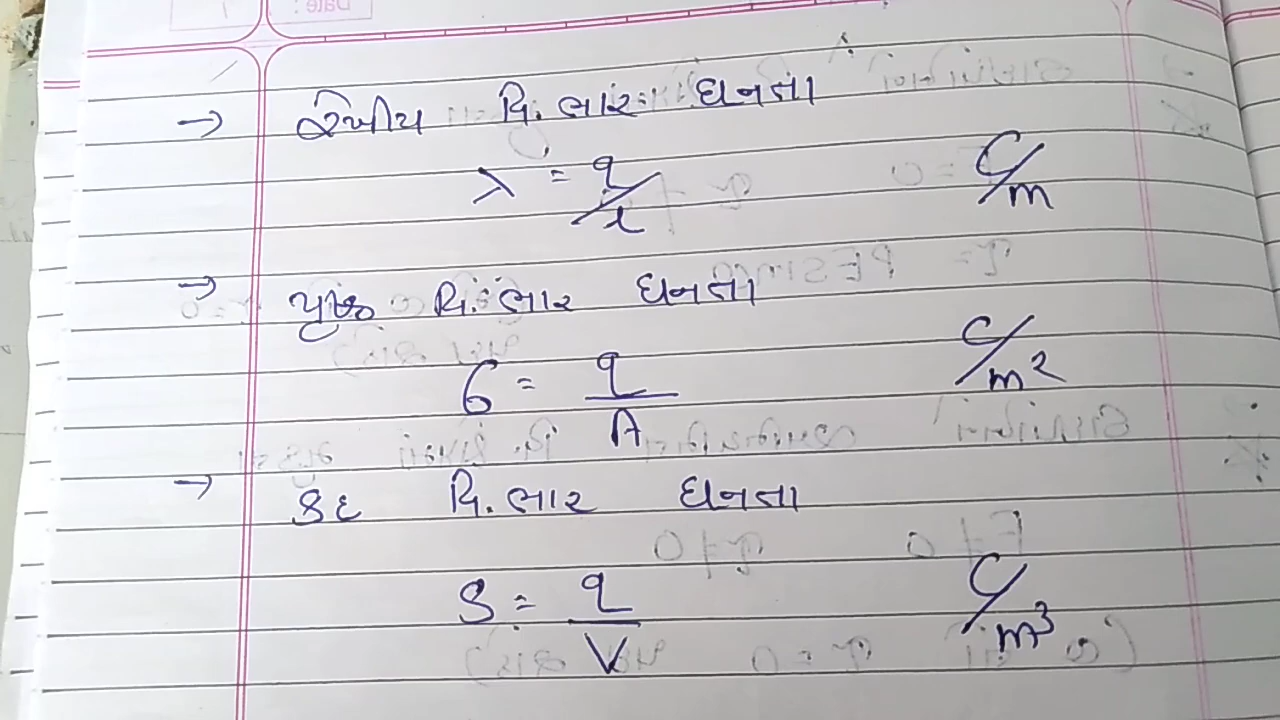 → રેખીય વિ.ભાર ઘનતા
λ = q/l C/m
→ પૃષ્ઠ વિ.ભાર ઘનતા
σ = q/A C/m²
→ કદ વિ.ભાર ઘનતા
ρ = q/V C/m³